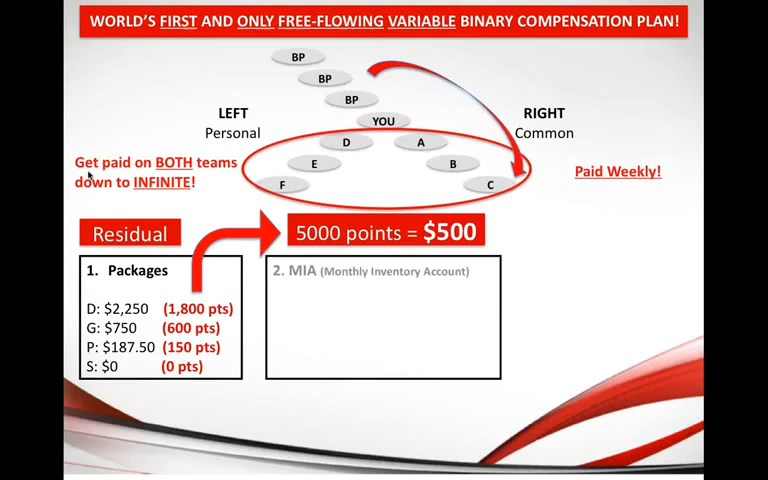 WORLD'S FIRST AND ONLY FREE-FLOWING VARIABLE BINARY COMPENSATION PLAN!
BP
BP
BP
LEFT
RIGHT
YOU
Personal
Common
D
A
Get paid on BOTH teams
E
B
Paid Weekly!
down to INFINITE!
F
C
Residual
5000 points = $500
1. Packages
2. MIA (Monthly Inventory Account)
D: $2,250 (1,800 pts)
G: $750 (600 pts)
P: $187.50 (150 pts)
S: $0 (0 pts)